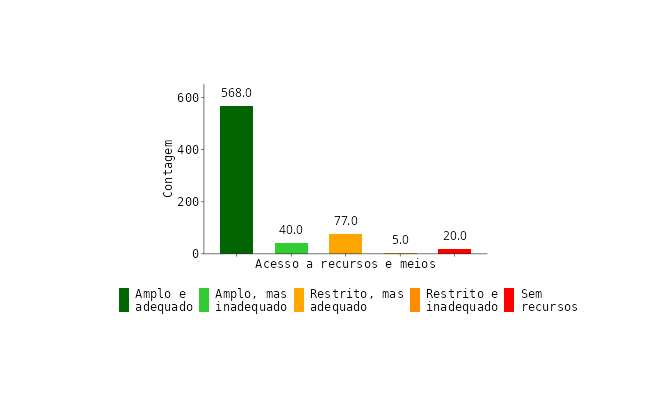 568.0
600
400
200
0
Contagem
40.0
77.0
5.0
20.0
Acesso a recursos e meios
Amplo e
adequado
Amplo, mas
inadequado
Restrito, mas
adequado
Restrito e
inadequado
Sem
recursos